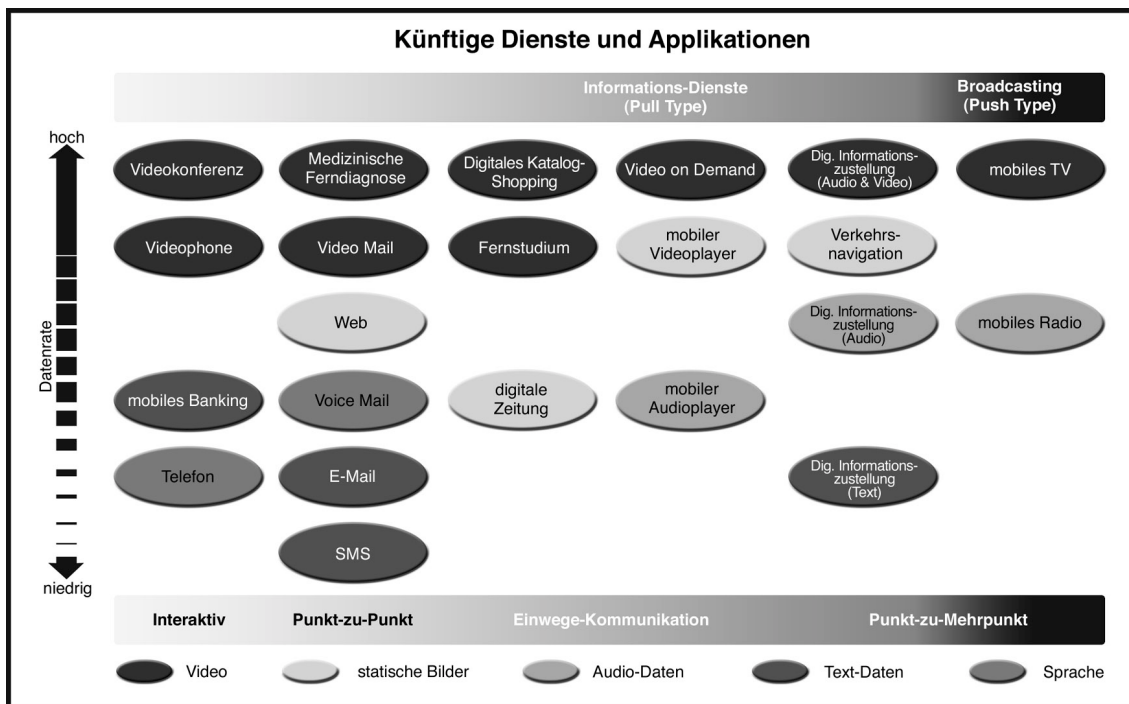 Künftige Dienste und Applikationen
Informations-Dienste
(Pull Type)
Broadcasting
(Push Type)
hoch
Datenrate
niedrig
Videokonferenz
Medizinische
Ferndiagnose
Digitales Katalog-
Shopping
Video on Demand
Dig. Informations-
zustellung
(Audio & Video)
mobiles TV
Videophone
Video Mail
Fernstudium
mobiler
Videoplayer
Verkehrs-
navigation
Web
Dig. Informations-
zustellung
(Audio)
mobiles Radio
mobiles Banking
Voice Mail
digitale
Zeitung
mobiler
Audioplayer
Telefon
E-Mail
Dig. Informations-
zustellung
(Text)
SMS
Interaktiv
Punkt-zu-Punkt
Einwege-Kommunikation
Punkt-zu-Mehrpunkt
Video
statische Bilder
Audio-Daten
Text-Daten
Sprache